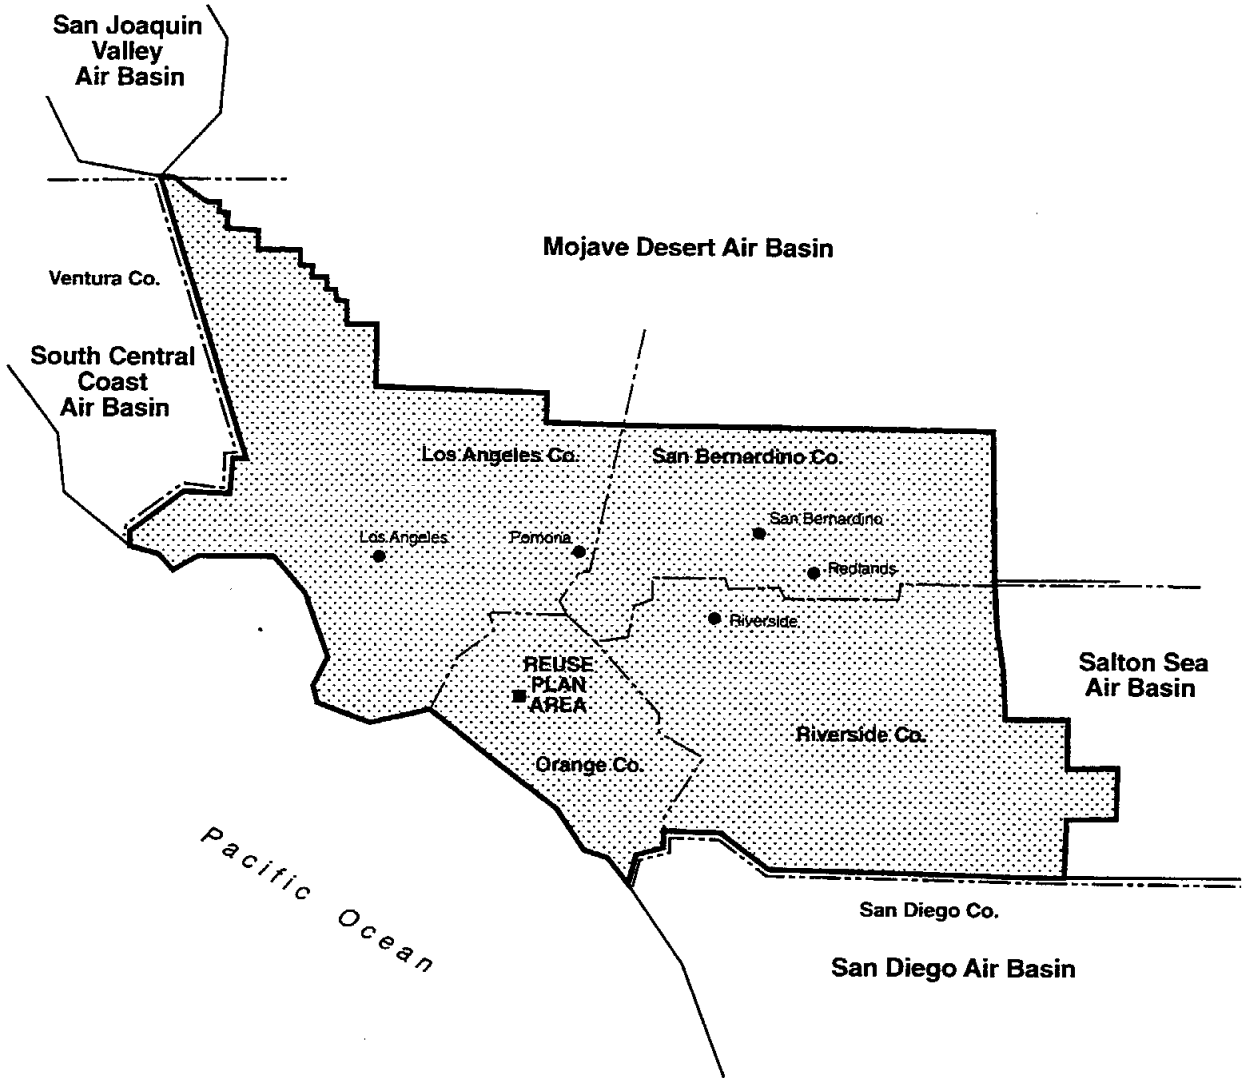 San Joaquin
Valley
Air Basin
Mojave Desert Air Basin
Ventura Co.
South Central
Coast
Air Basin
Los Angeles Co.
San Bernardino Co.
San Bernardino
Los Angeles
Pomona
Redlands
Riverside
REUSE
PLAN
AREA
Salton Sea
Air Basin
Riverside Co.
Orange Co.
Pacific Ocean
San Diego Co.
San Diego Air Basin